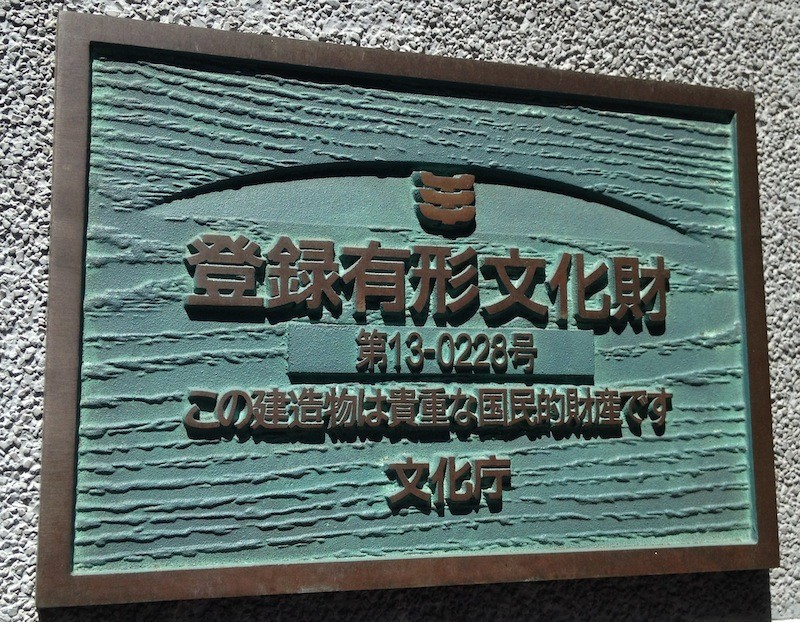 登録有形文化財
第13-0228号
この建造物は貴重な国民的財産です
文化庁